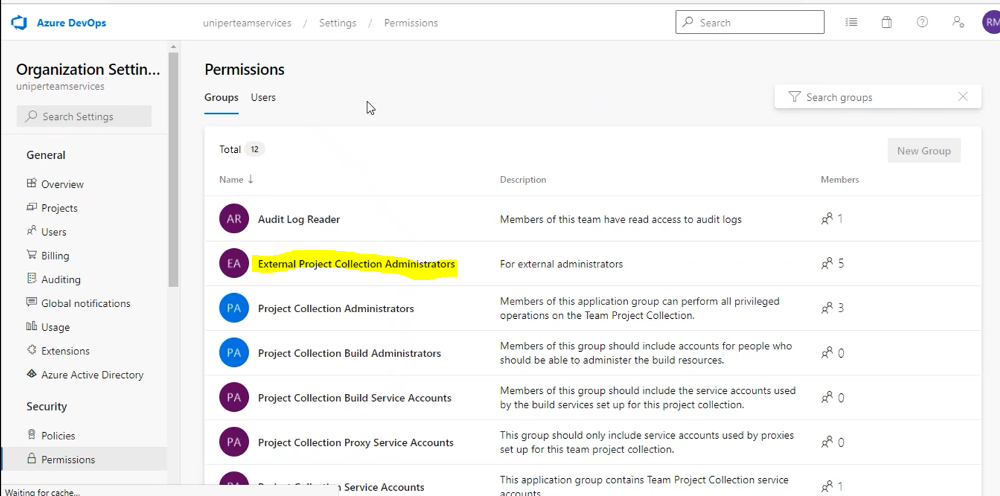 Azure DevOps
uniperteamservices / Settings / Permissions
Search
RM
Organization Settin...
uniperteamservices
Search Settings
General
Overview
Projects
Users
Billing
Auditing
Global notifications
Usage
Extensions
Azure Active Directory
Security
Policies
Permissions
Waiting for cache...
Permissions
Groups Users
Search groups
Total 12
New Group
Name ↓ Description Members
AR Audit Log Reader Members of this team have read access to audit logs 1
EA External Project Collection Administrators For external administrators 5
PA Project Collection Administrators Members of this application group can perform all privileged
operations on the Team Project Collection. 3
PA Project Collection Build Administrators Members of this group should include accounts for people who
should be able to administer the build resources. 0
PA Project Collection Build Service Accounts Members of this group should include the service accounts used
by the build services set up for this project collection. 0
PA Project Collection Proxy Service Accounts This group should only include service accounts used by proxies
set up for this team project collection. 0
Service Accounts This application group contains Team Project Collection service
accounts. 1